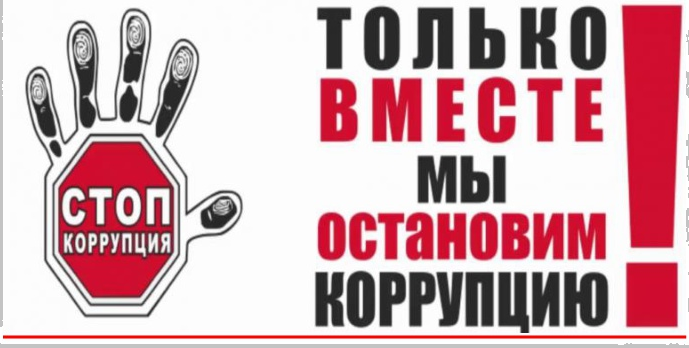 СТОП
КОРРУПЦИЯ
ТОЛЬКО
ВМЕСТЕ
МЫ
ОСТАНОВИМ
КОРРУПЦИЮ!